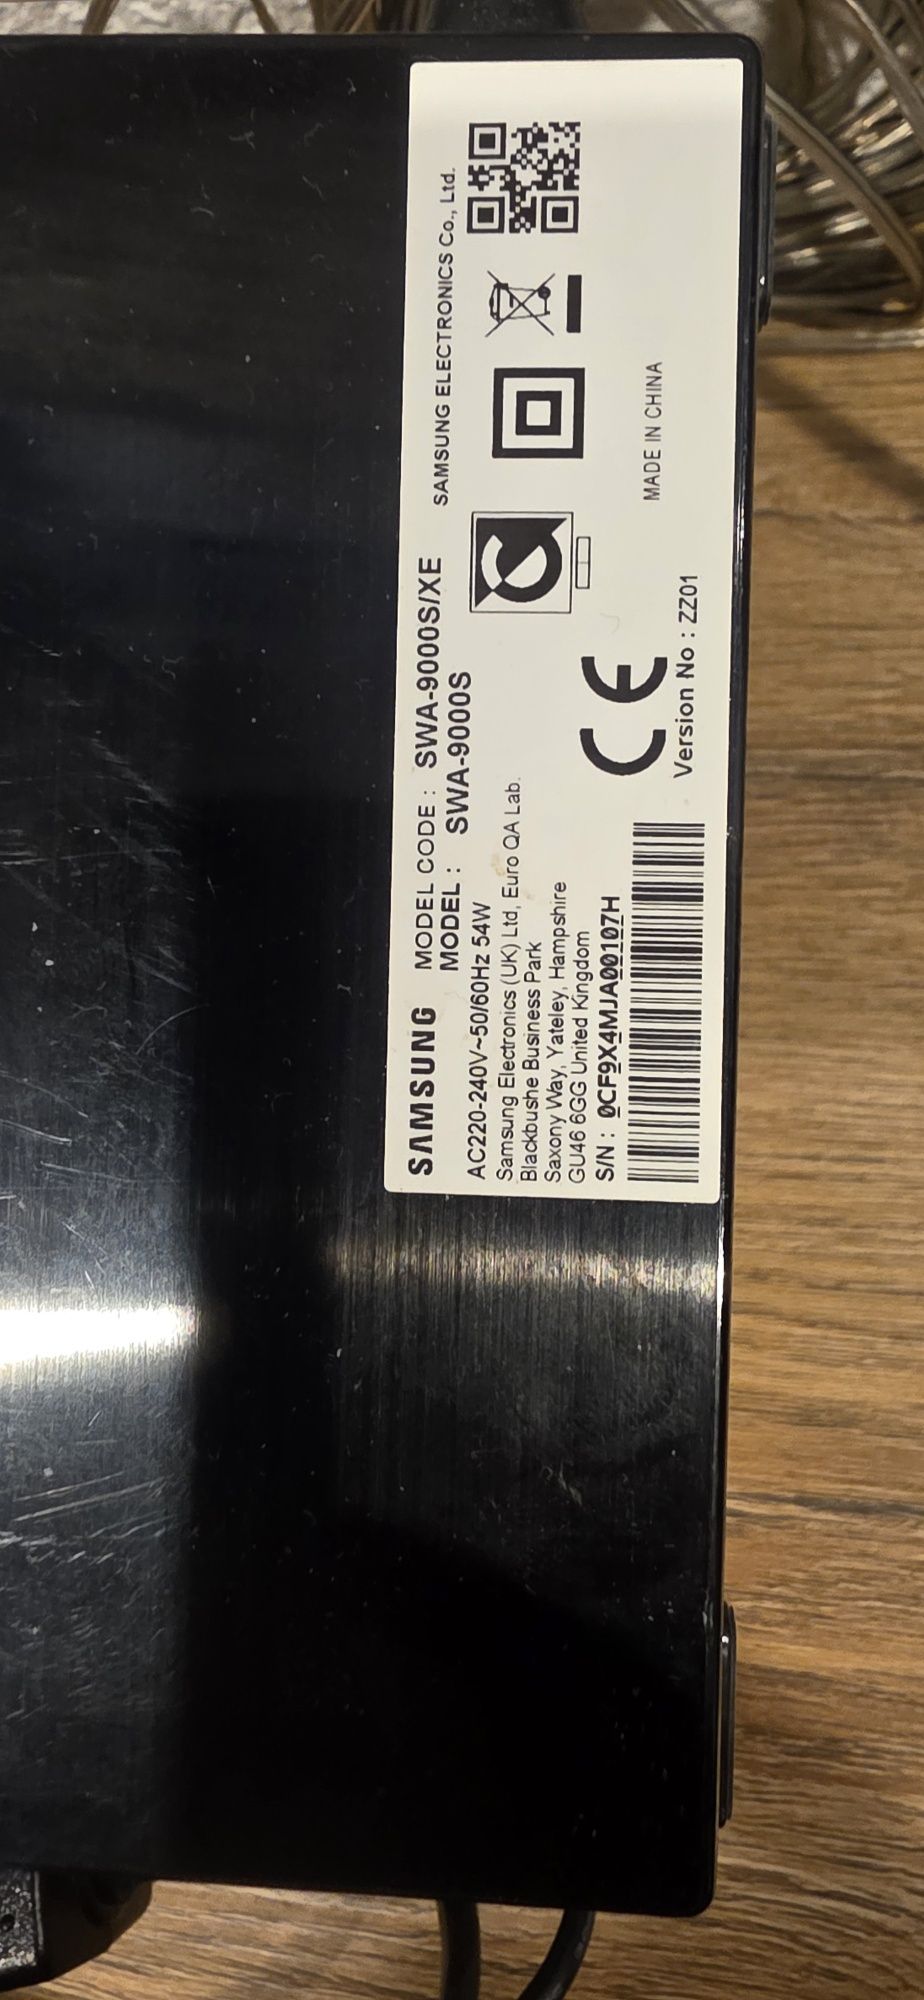 SAMSUNG
MODEL CODE : SWA-9000S/XE
MODEL : SWA-9000S
SAMSUNG ELECTRONICS Co., Ltd.
AC220-240V~50/60Hz 54W
Samsung Electronics (UK) Ltd, Euro QA Lab.
Blackbushe Business Park
Saxony Way, Yateley, Hampshire
GU46 6GG United Kingdom
S/N : 0CF9X4MJA00107H
CE
Version No : ZZ01
MADE IN CHINA